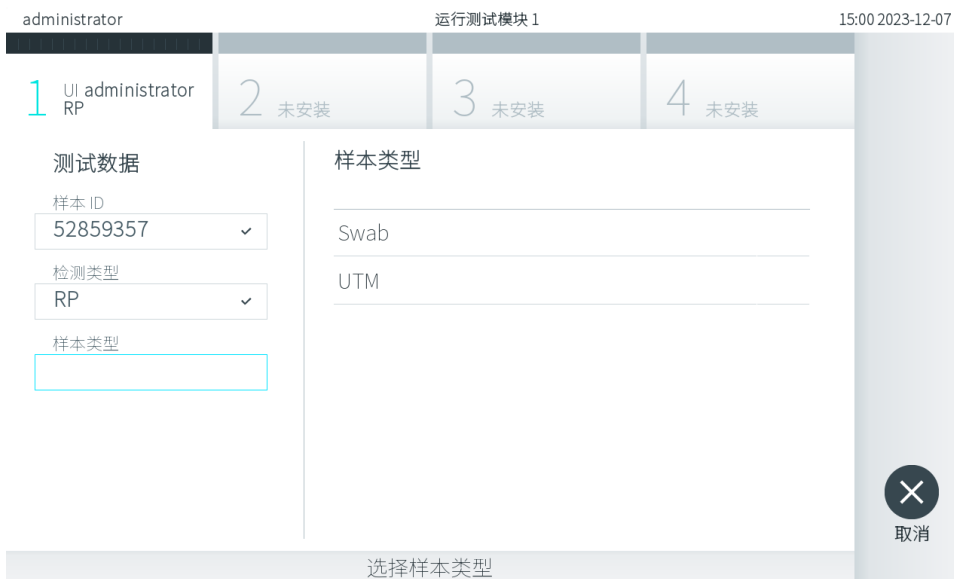 administrator
运行测试模块 1
15:00 2023-12-07
1 UI administrator
RP
2 未安装
3 未安装
4 未安装
测试数据
样本 ID
52859357
检测类型
RP
样本类型
样本类型
Swab
UTM
取消
选择样本类型